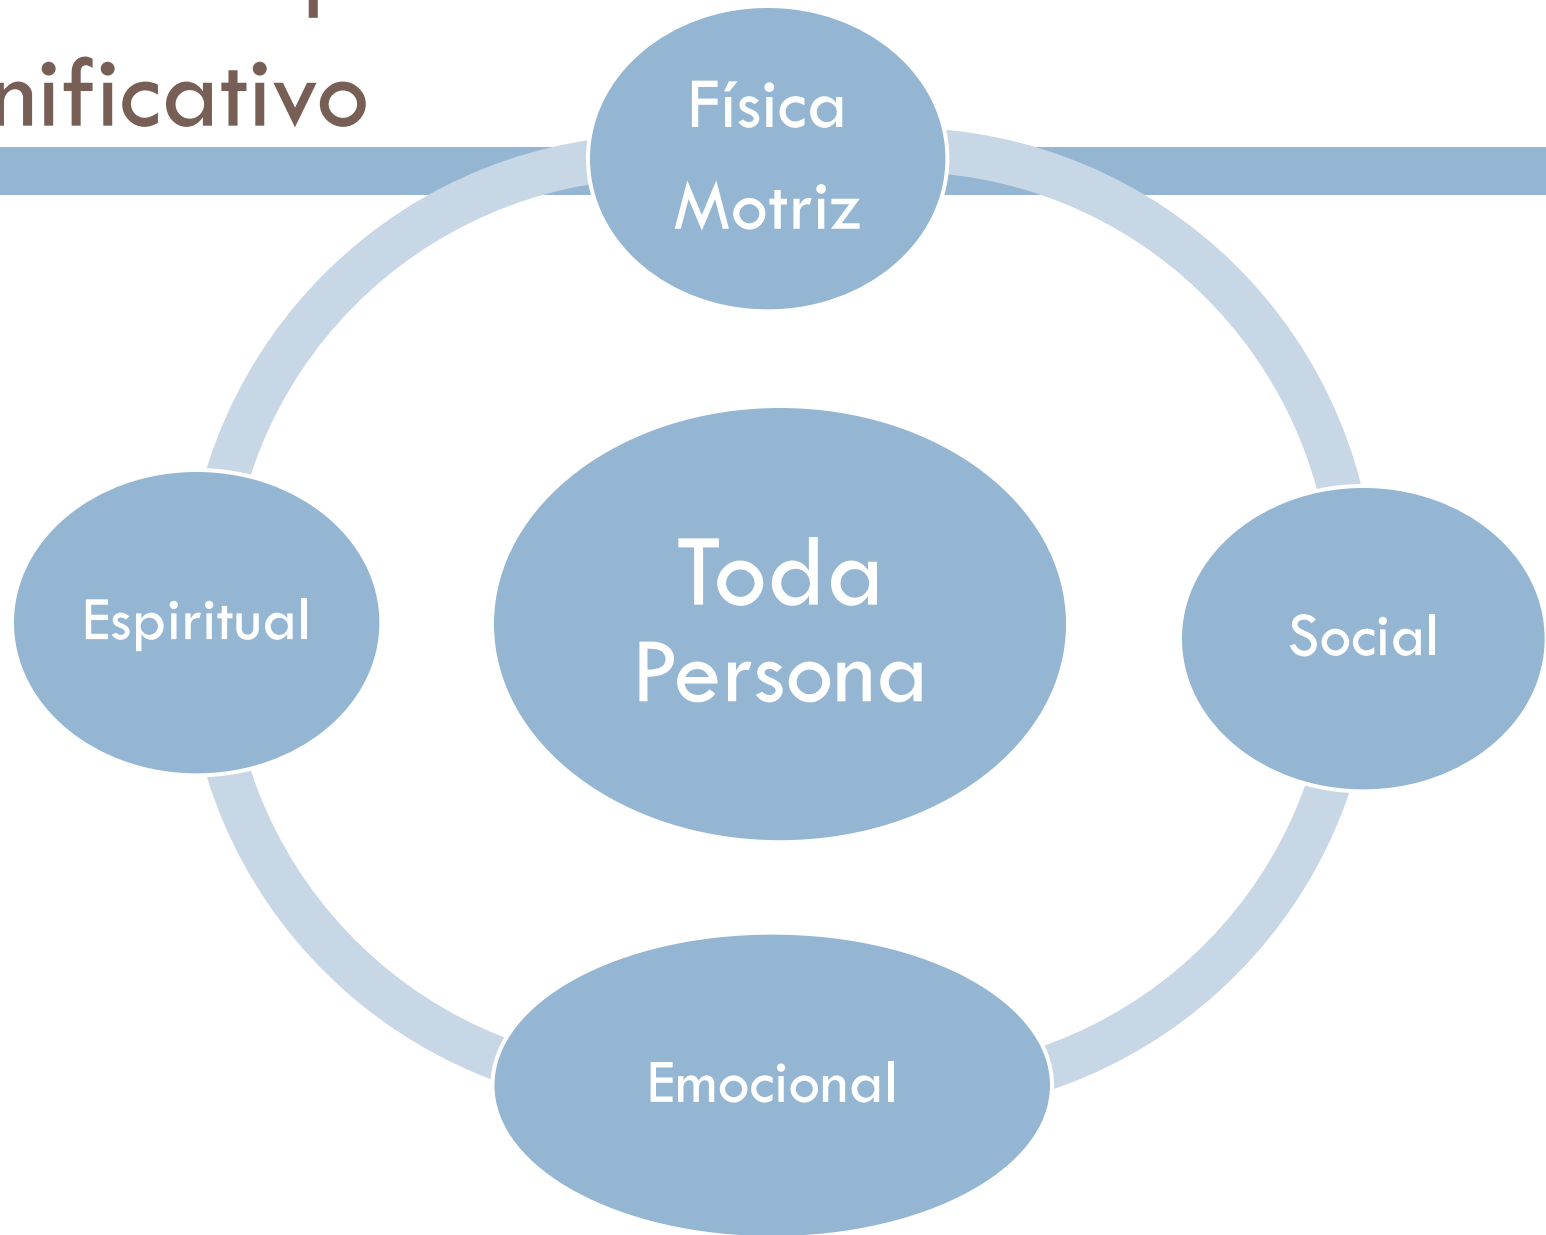 nificativo
Física
Motriz
Espiritual
Toda
Persona
Social
Emocional